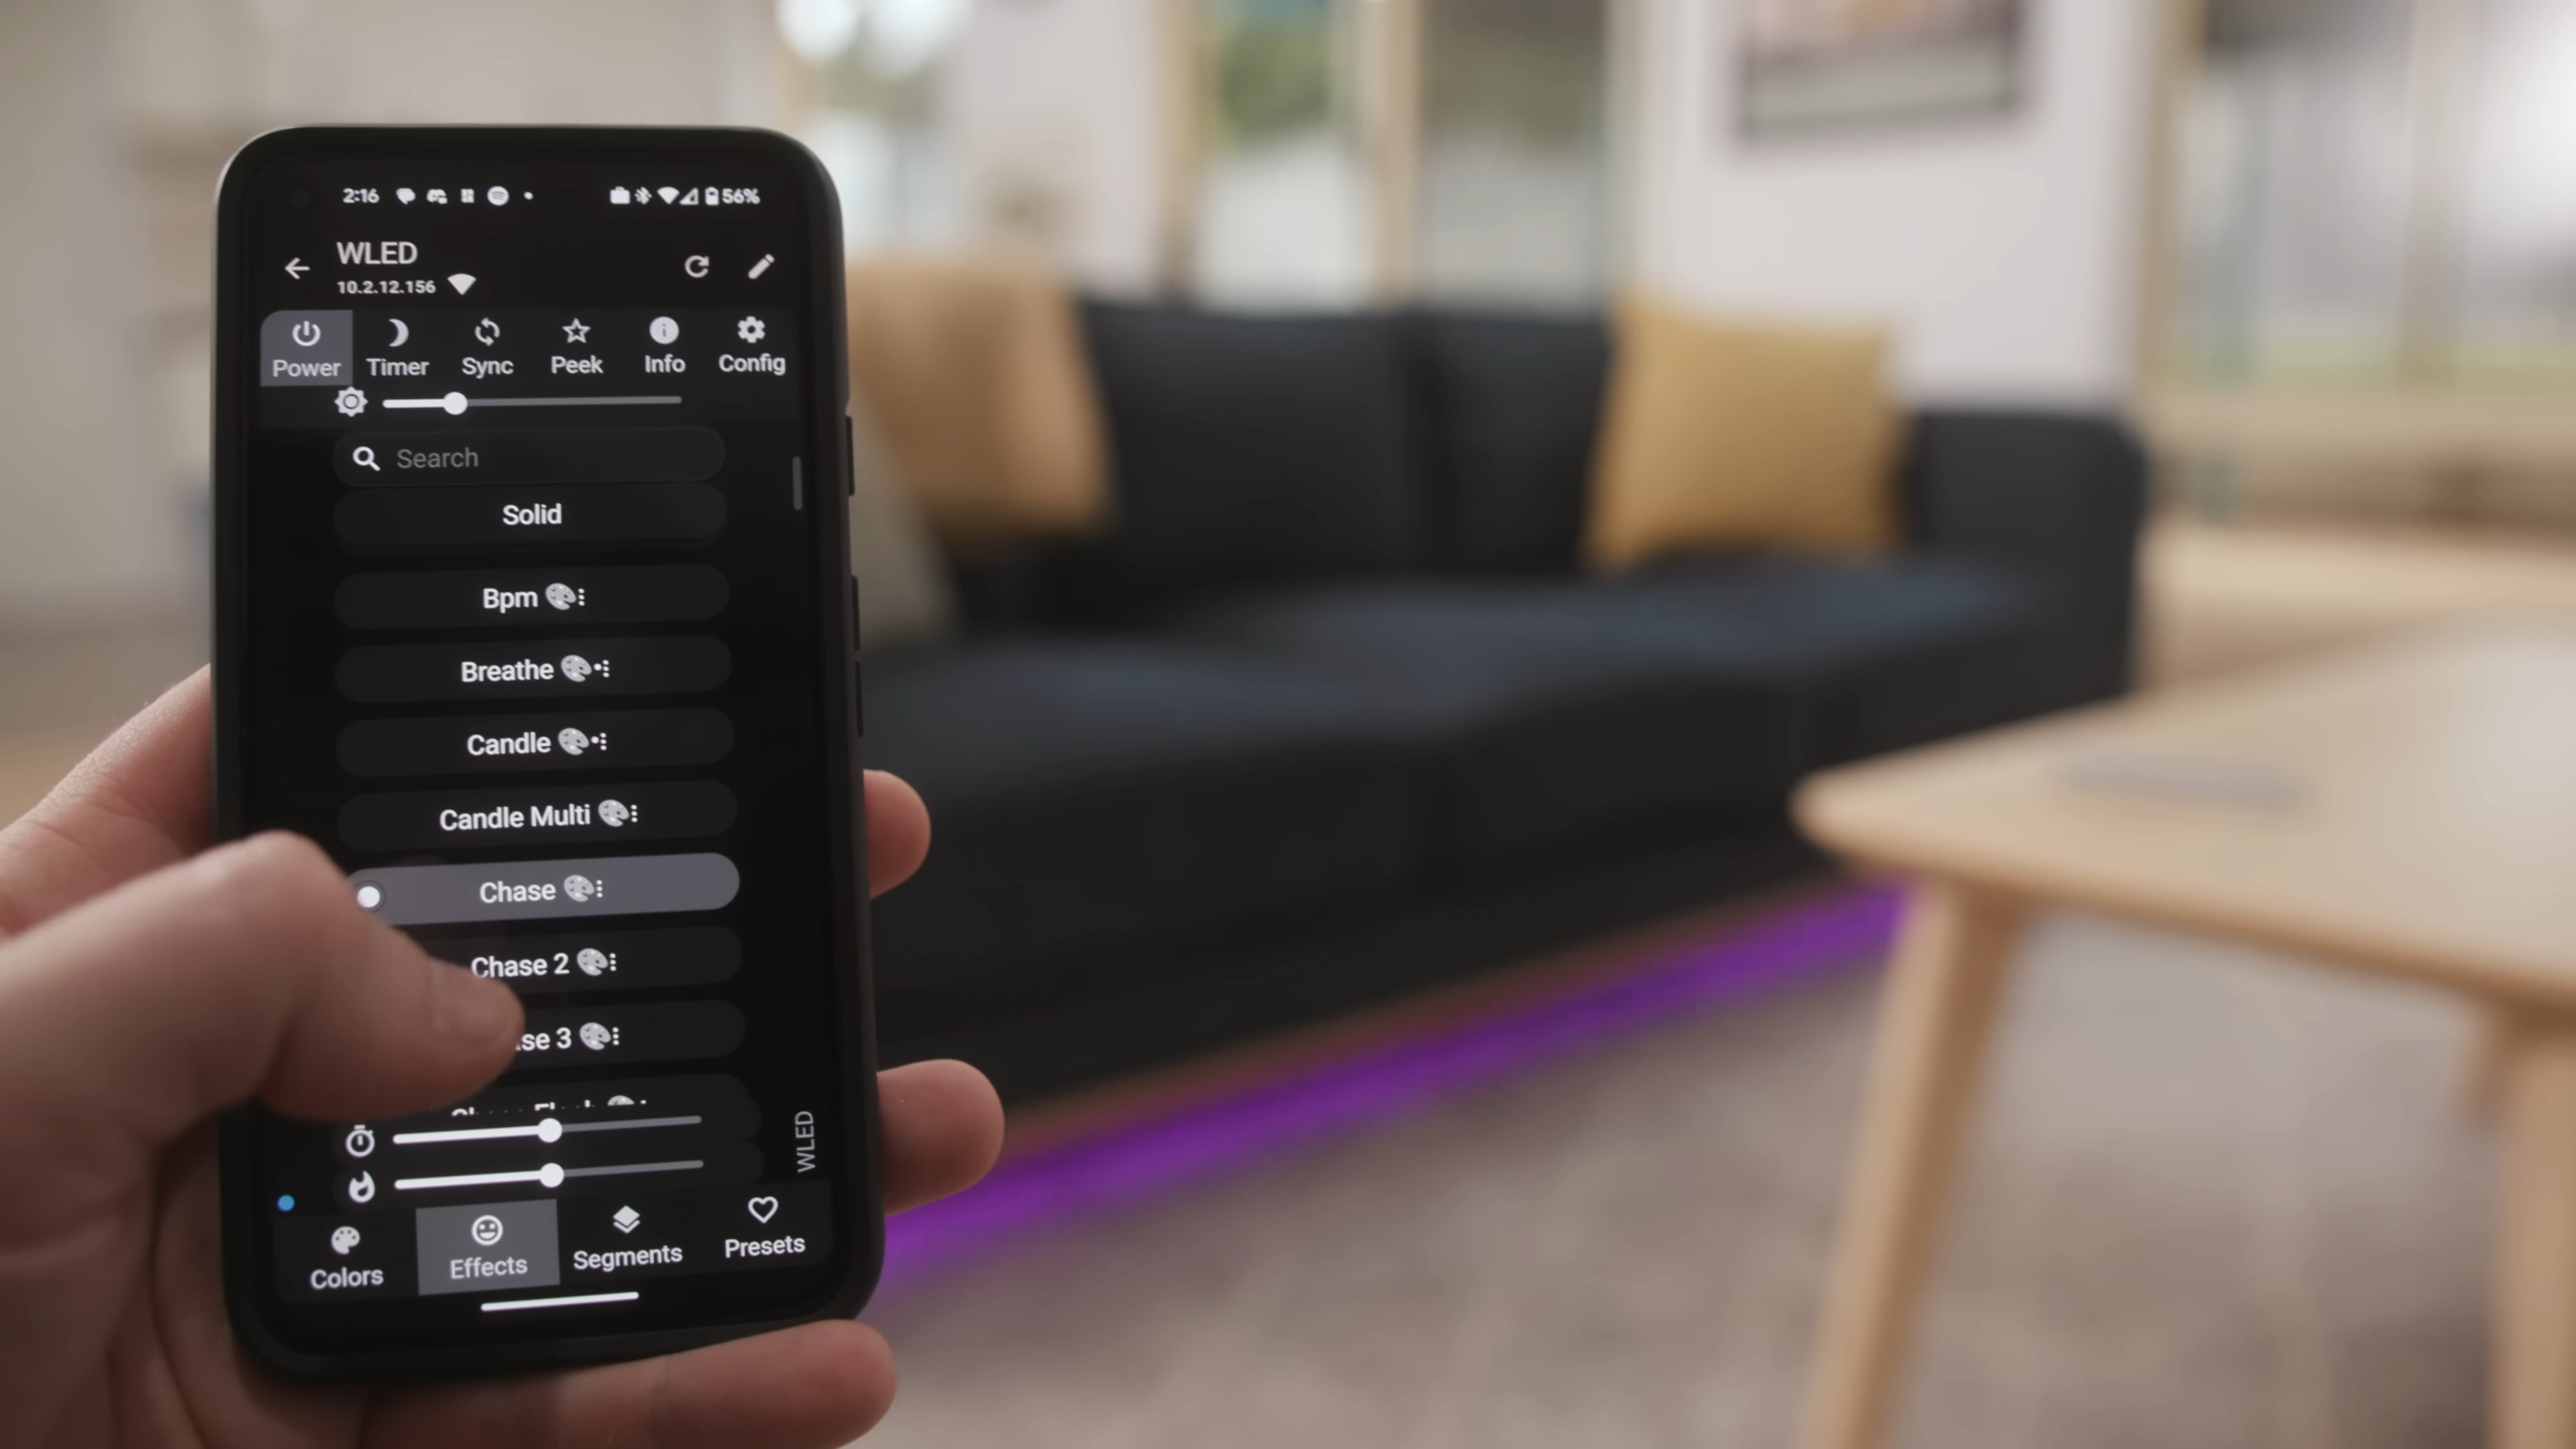 2:16 56%
WLED
10.2.12.156
Power Timer Sync Peek Info Config
Search
Solid
Bpm
Breathe
Candle
Candle Multi
Chase
Chase 2
se 3
WLED
Colors Effects Segments Presets